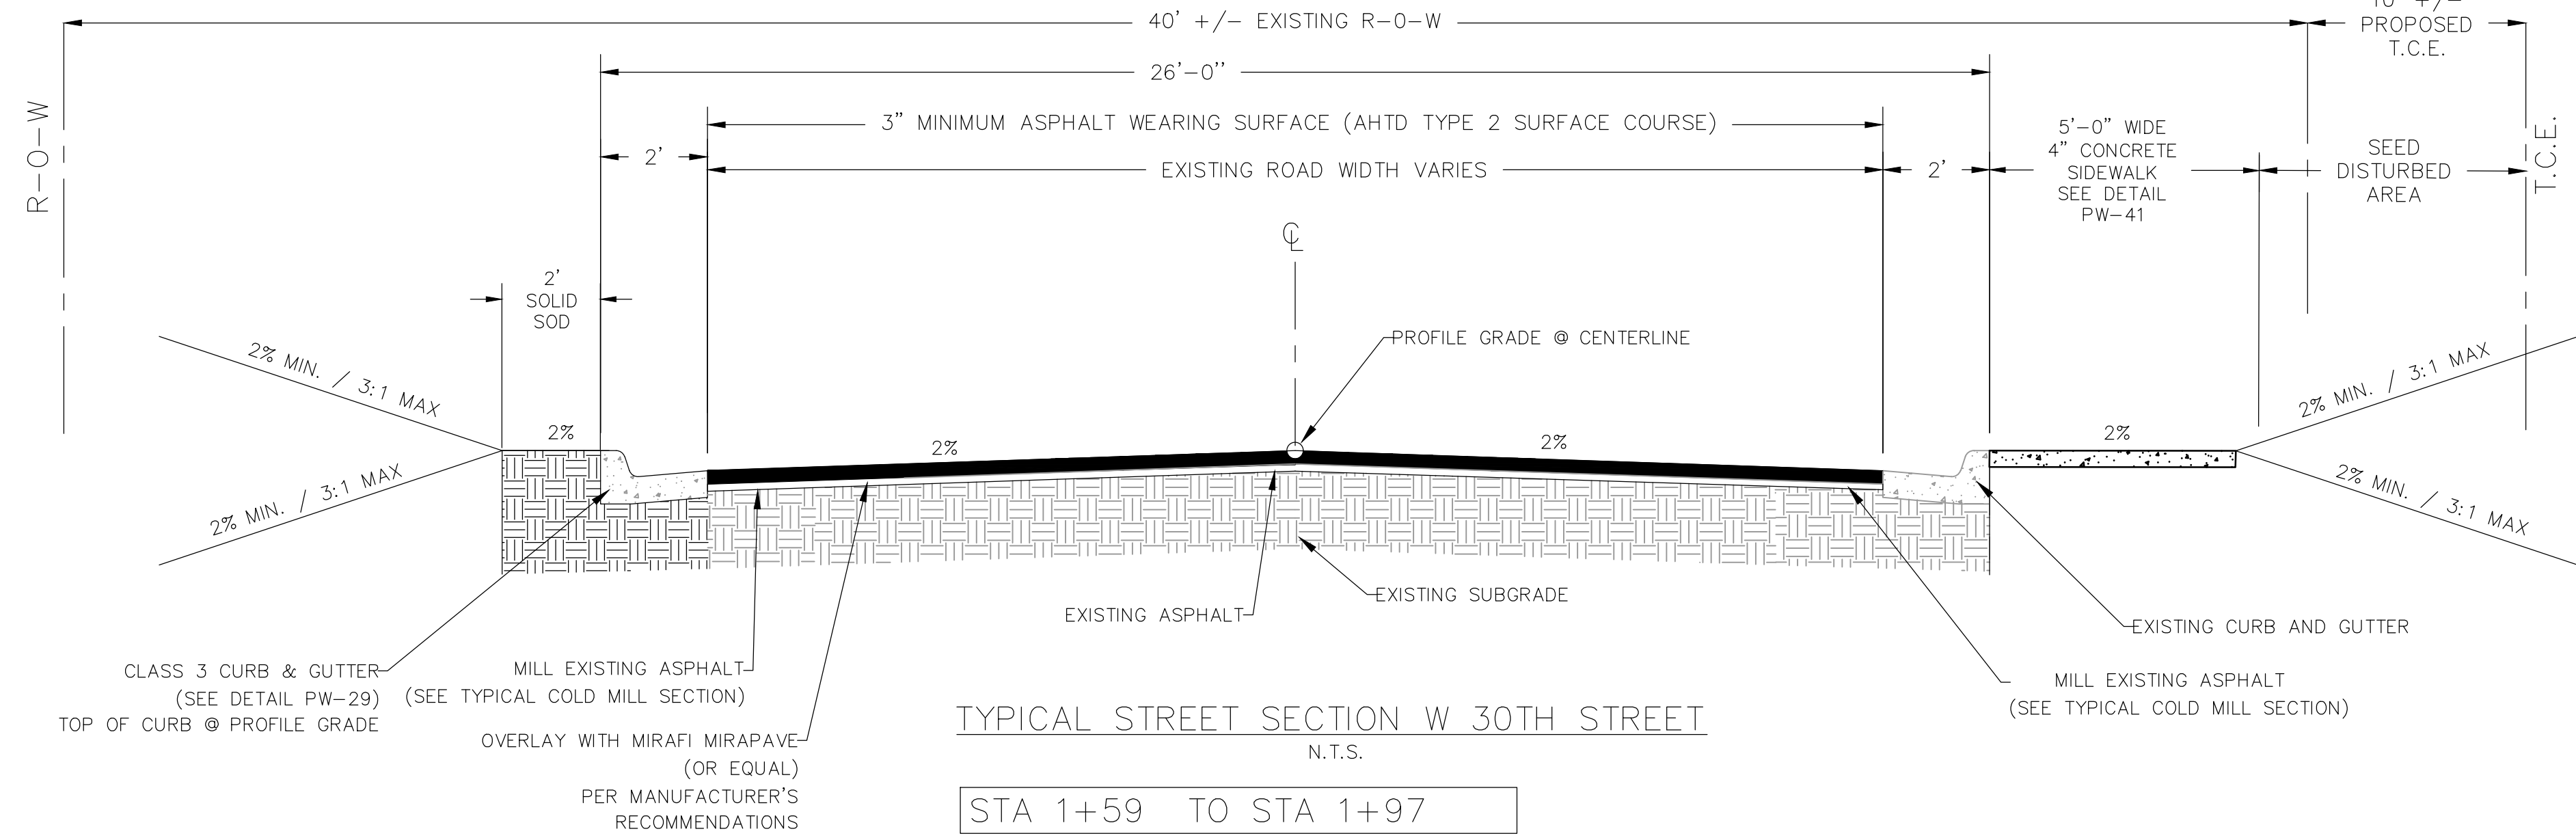 40' +/- EXISTING R-O-W
10' +/-
PROPOSED
T.C.E.
26'-0"
R-O-W
3" MINIMUM ASPHALT WEARING SURFACE (AHTD TYPE 2 SURFACE COURSE)
2'
EXISTING ROAD WIDTH VARIES
2'
5'-0" WIDE
4" CONCRETE
SIDEWALK
SEE DETAIL
PW-41
SEED
DISTURBED
AREA
T.C.E.
℄
2'
SOLID
SOD
PROFILE GRADE @ CENTERLINE
2% MIN. / 3:1 MAX
2% MIN. / 3:1 MAX
2%
2%
2%
2%
2% MIN. / 3:1 MAX
2% MIN. / 3:1 MAX
EXISTING SUBGRADE
EXISTING ASPHALT
EXISTING CURB AND GUTTER
CLASS 3 CURB & GUTTER
(SEE DETAIL PW-29)
TOP OF CURB @ PROFILE GRADE
MILL EXISTING ASPHALT
(SEE TYPICAL COLD MILL SECTION)
OVERLAY WITH MIRAFI MIRAPAVE
(OR EQUAL)
PER MANUFACTURER'S
RECOMMENDATIONS
MILL EXISTING ASPHALT
(SEE TYPICAL COLD MILL SECTION)
TYPICAL STREET SECTION W 30TH STREET
N.T.S.
STA 1+59 TO STA 1+97